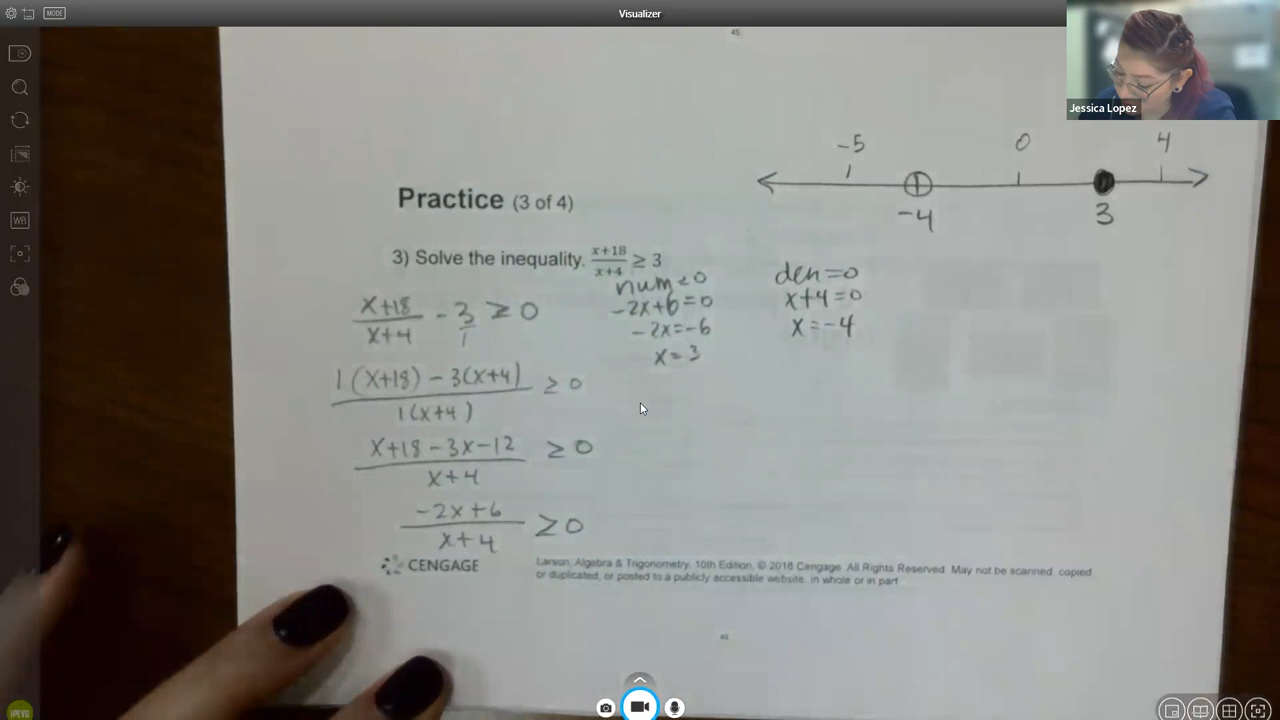 MODE
Visualizer
45
Jessica Lopez
-5 0 4
-4 3
Practice (3 of 4)
3) Solve the inequality. x+18/x+4 ≥ 3
x+18/x+4 - 3/1 ≥ 0
1(x+18) - 3(x+4)/1(x+4) ≥ 0
x+18-3x-12/x+4 ≥ 0
-2x+6/x+4 ≥ 0
num=0
-2x+6=0
-2x=-6
x=3
den=0
x+4=0
x=-4
CENGAGE
Larson, Algebra & Trigonometry, 10th Edition. © 2018 Cengage. All Rights Reserved. May not be scanned, copied
or duplicated, or posted to a publicly accessible website, in whole or in part
WB
IPEVO